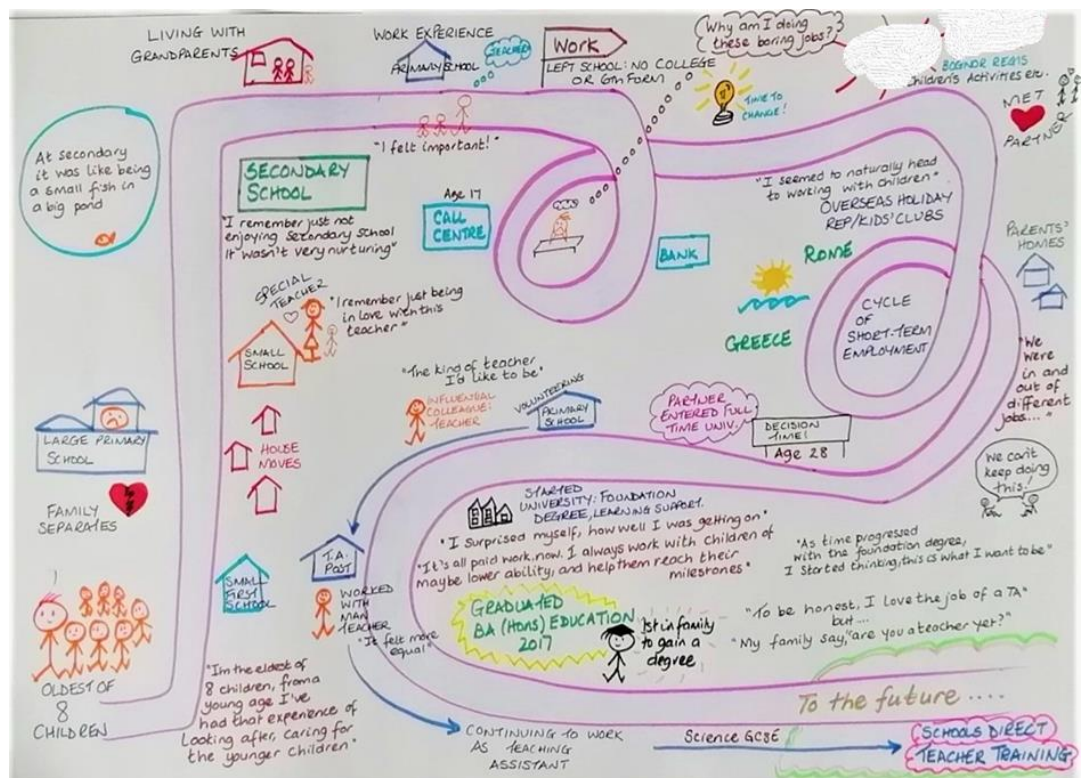 LIVING WITH
GRANDPARENTS
WORK EXPERIENCE
PRIMARY SCHOOL
TEACHER
Work
LEFT SCHOOL: NO COLLEGE
OR 6TH FORM
Why am I doing
these boring jobs?
TIME TO
CHANGE!
BOGNOR REGIS
Children's Activities etc.
MET
PARTNER
At secondary
it was like being
a small fish in
a big pond
"I felt important!"
SECONDARY
SCHOOL
"I remember just not
enjoying secondary school
it wasn't very nurturing"
Age 17
CALL
CENTRE
BANK
"I seemed to naturally head
to working with children"
OVERSEAS HOLIDAY
REP/KIDS' CLUBS
ROME
GREECE
CYCLE
OF
SHORT-TERM
EMPLOYMENT
PARENTS'
HOMES
"We
were
in and
out of
different
jobs...."
We can't
keep doing
this!
SPECIAL
TEACHER
"I remember just being
in love with this
teacher"
SMALL
SCHOOL
"The kind of teacher
I'd like to be"
INFLUENTIAL
COLLEAGUE:
TEACHER
VOLUNTEERING
PRIMARY
SCHOOL
PARTNER
ENTERED FULL
TIME UNIV.
DECISION
TIME!
Age 28
LARGE PRIMARY
SCHOOL
HOUSE
MOVES
FAMILY
SEPARATES
STARTED
UNIVERSITY: FOUNDATION
DEGREE, LEARNING SUPPORT.
"I surprised myself, how well I was getting on"
"It's all paid work now. I always work with children of
maybe lower ability, and help them reach their
milestones"
"As time progressed
with the foundation degree,
I started thinking, this is what I want to be"
T.A.
POST
SMALL FIRST
SCHOOL
WORKED
WITH
MAN
TEACHER
"It felt more
equal"
GRADUATED
BA (Hons) EDUCATION
2017
1st in family
to gain a
degree
"To be honest, I love the job of a TA"
but....
"My family say, "are you a teacher yet?"
OLDEST OF
8
CHILDREN
"I'm the eldest of
8 children, from a
young age I've
had that experience of
Looking after, caring for
the younger children"
To the future ....
CONTINUING TO WORK
AS TEACHING
ASSISTANT
Science GCSE
SCHOOLS DIRECT
TEACHER TRAINING